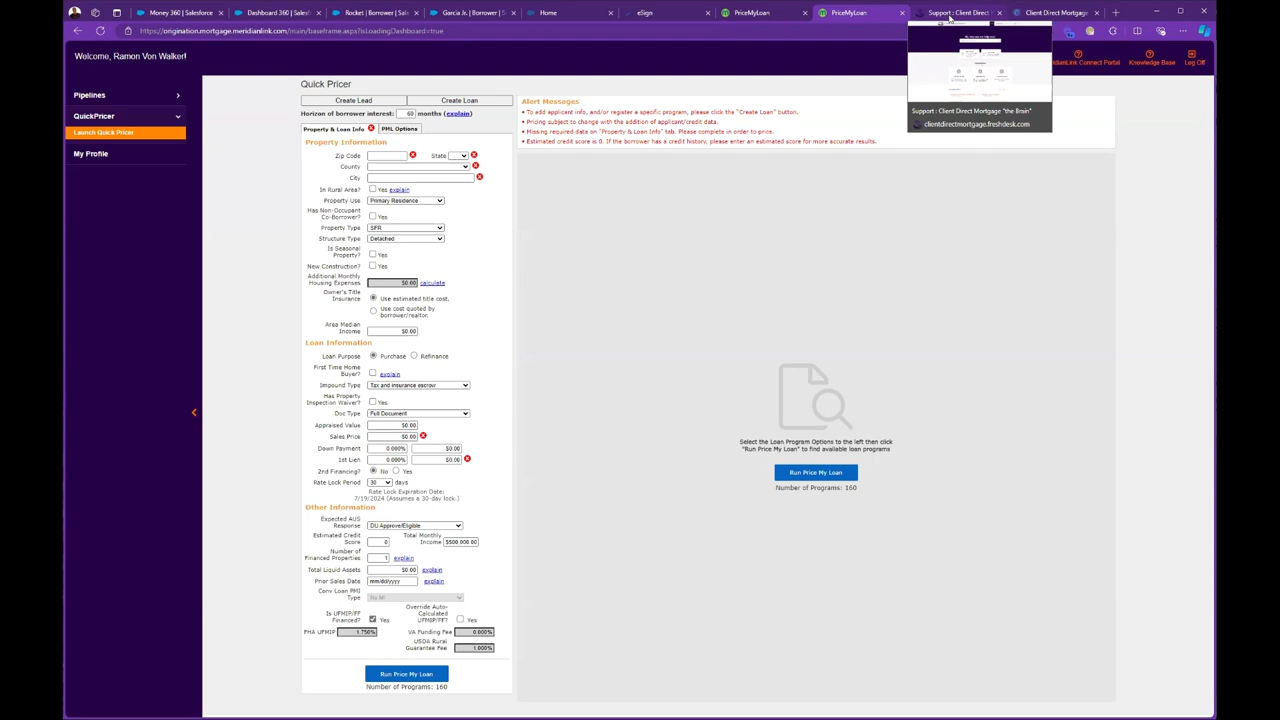 Money 360 | Salesforce
Dashboard 360 | Salesf
Rocket | Borrower | Sale
Garcia Jr. | Borrower | S
Home
eSign
PriceMyLoan
PriceMyLoan
Support : Client Direct
Client Direct Mortgage
https://origination.mortgage.meridianlink.com/main/baseframe.aspx?isLoadingDashboard=true
Support : Client Direct Mortgage "the Brain"
clientdirectmortgage.freshdesk.com
Welcome, Ramon Von Walkert
MeridianLink Connect Portal
Knowledge Base
Log Off
Pipelines
QuickPricer
Launch Quick Pricer
My Profile
Quick Pricer
Create Lead
Create Loan
Horizon of borrower interest: 60 months (explain)
Property & Loan Info
PML Options
Property Information
Zip Code
State
County
City
In Rural Area? Yes explain
Property Use Primary Residence
Has Non-Occupant
Co-Borrower? Yes
Property Type SFR
Structure Type Detached
Is Seasonal
Property? Yes
New Construction? Yes
Additional Monthly
Housing Expenses $0.00 calculate
Owner's Title
Insurance Use estimated title cost.
Use cost quoted by
borrower/realtor.
Area Median
Income $0.00
Loan Information
Loan Purpose Purchase Refinance
First Time Home
Buyer? explain
Impound Type Tax and insurance escrow
Has Property
Inspection Waiver? Yes
Doc Type Full Document
Appraised Value $0.00
Sales Price $0.00
Down Payment 0.000% $0.00
1st Lien 0.000% $0.00
2nd Financing? No Yes
Rate Lock Period 30 days
Rate Lock Expiration Date:
7/19/2024 (Assumes a 30-day lock.)
Other Information
Expected AUS
Response DU Approve/Eligible
Estimated Credit
Score 0
Total Monthly
Income $500,000.00
Number of
Financed Properties 1 explain
Total Liquid Assets $0.00 explain
Prior Sales Date mm/dd/yyyy explain
Conv Loan PMI
Type No MI
Is UFMIP/FF
Financed? Yes
Override Auto-
Calculated
UFMIP/FF? Yes
FHA UFMIP 1.750%
VA Funding Fee 0.000%
USDA Rural
Guarantee Fee 1.000%
Run Price My Loan
Number of Programs: 160
Alert Messages
• To add applicant info, and/or register a specific program, please click the "Create Loan" button.
• Pricing subject to change with the addition of applicant/credit data.
• Missing required data on "Property & Loan Info" tab. Please complete in order to price.
• Estimated credit score is 0. If the borrower has a credit history, please enter an estimated score for more accurate results.
Select the Loan Program Options to the left then click
"Run Price My Loan" to find available loan programs
Run Price My Loan
Number of Programs: 160